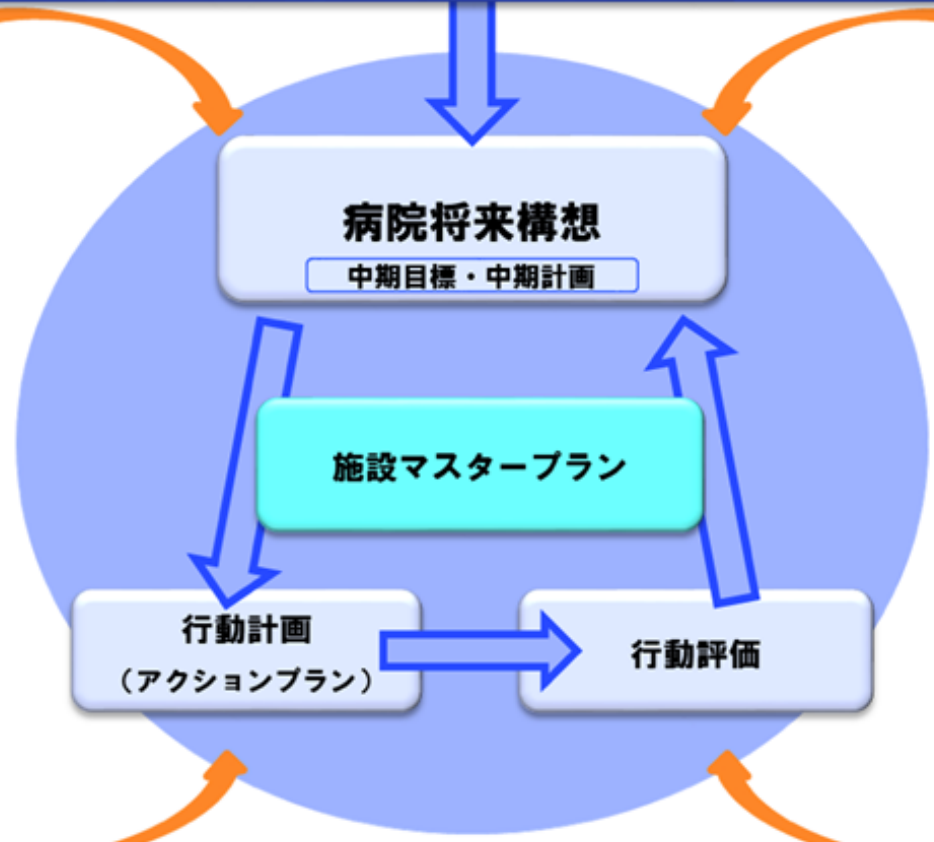 病院将来構想
中期目標・中期計画
施設マスタープラン
行動計画
（アクションプラン）
行動評価